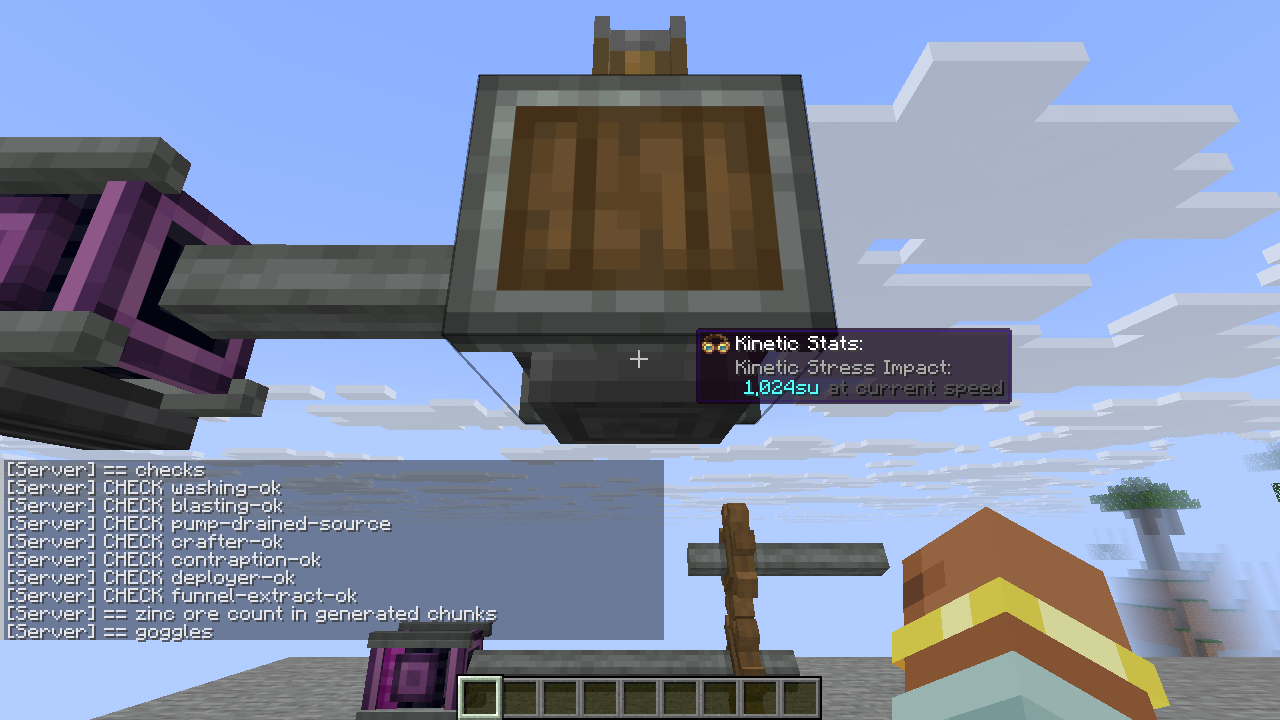 Kinetic Stats:
Kinetic Stress Impact:
1,024su at current speed
[Server] == checks
[Server] CHECK washing-ok
[Server] CHECK blasting-ok
[Server] CHECK pump-drained-source
[Server] CHECK crafter-ok
[Server] CHECK contraption-ok
[Server] CHECK deployer-ok
[Server] CHECK funnel-extract-ok
[Server] == zinc ore count in generated chunks
[Server] == goggles